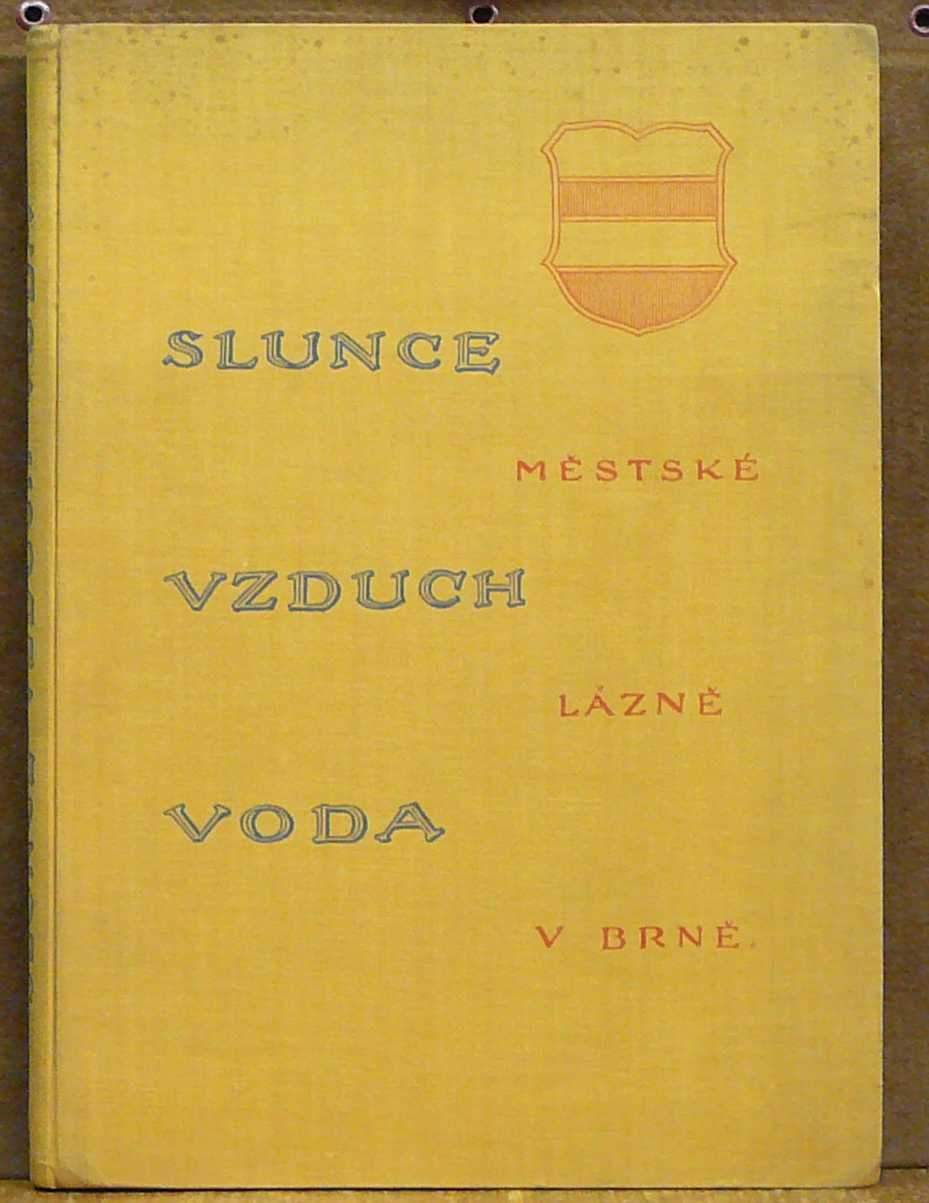 SLUNCE
MĚSTSKÉ
VZDUCH
LÁZNĚ
VODA
V BRNĚ